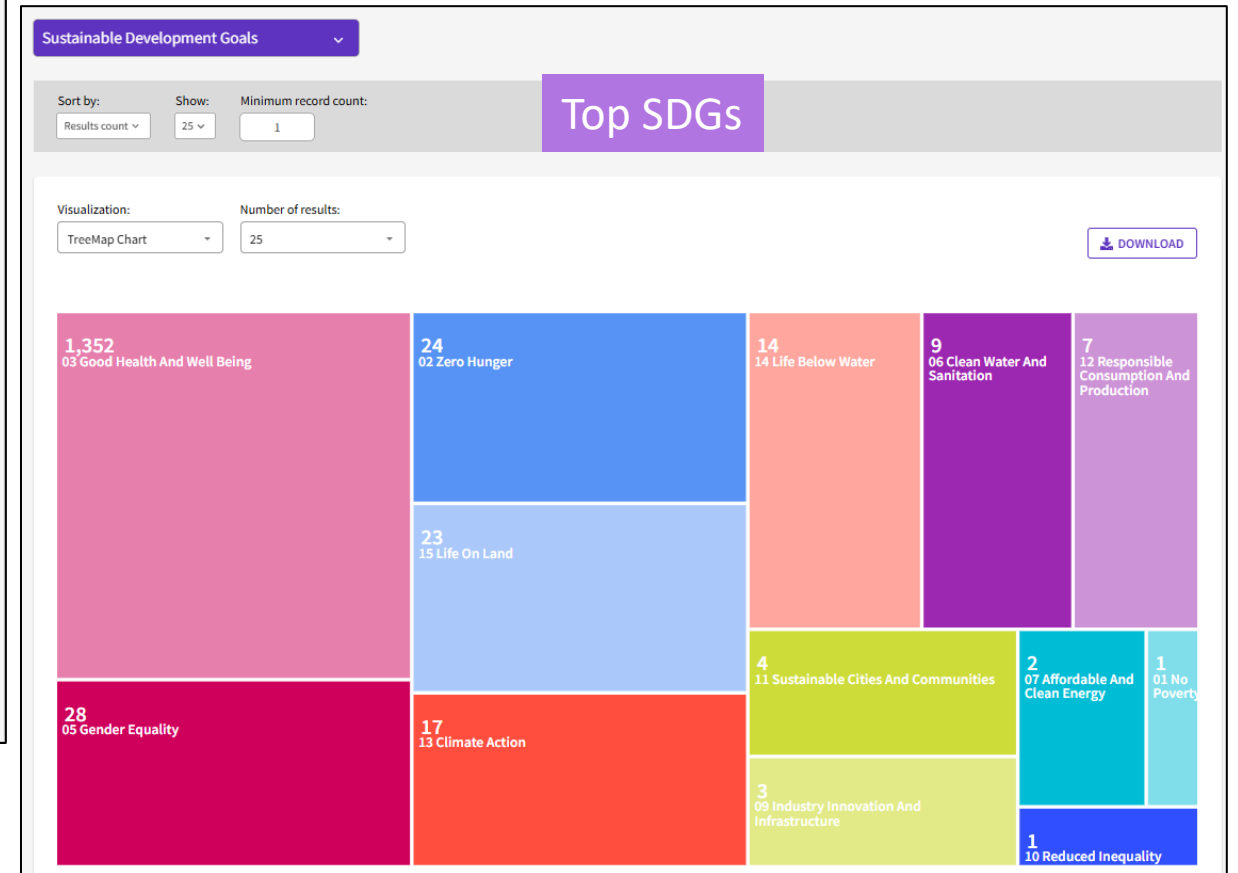 Sustainable Development Goals
Sort by:
Show:
Minimum record count:
Results count
25
1
Top SDGs
Visualization:
Number of results:
TreeMap Chart
25
DOWNLOAD
1,352
03 Good Health And Well Being
28
05 Gender Equality
24
02 Zero Hunger
23
15 Life On Land
17
13 Climate Action
14
14 Life Below Water
9
06 Clean Water And
Sanitation
7
12 Responsible
Consumption And
Production
4
11 Sustainable Cities And Communities
3
09 Industry Innovation And
Infrastructure
2
07 Affordable And
Clean Energy
1
01 No
Poverty
1
10 Reduced Inequality